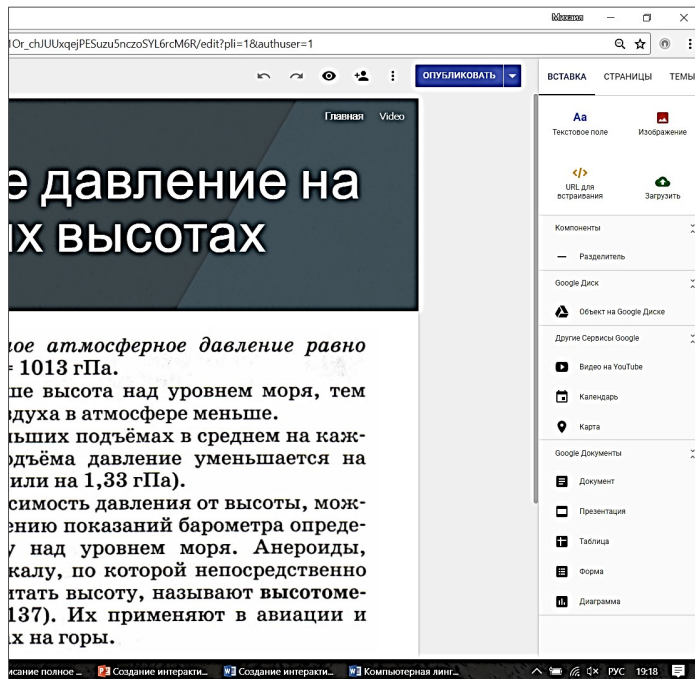 Михаил
1Or_chJUUxqejPESuzu5nczoSYL6rcM6R/edit?pli=1&authuser=1
ОПУБЛИКОВАТЬ
ВСТАВКА СТРАНИЦЫ ТЕМЫ
Главная Video
е давление на
их высотах
ное атмосферное давление равно
= 1013 гПа.
ше высота над уровнем моря, тем
здуха в атмосфере меньше.
льших подъёмах в среднем на каж-
одъёма давление уменьшается на
или на 1,33 гПа).
симость давления от высоты, мож-
ению показаний барометра опреде-
у над уровнем моря. Анероиды,
калу, по которой непосредственно
итать высоту, называют высотоме-
137). Их применяют в авиации и
х на горы.
Aa
Текстовое поле
Изображение
</>
URL для
встраивания
Загрузить
Компоненты
Разделитель
Google Диск
Объект на Google Диске
Другие Сервисы Google
Видео на YouTube
Календарь
Карта
Google Документы
Документ
Презентация
Таблица
Форма
Диаграмма
исание полное ... Создание интеракти... Создание интеракти... Компьютерная линг... РУС 19:18